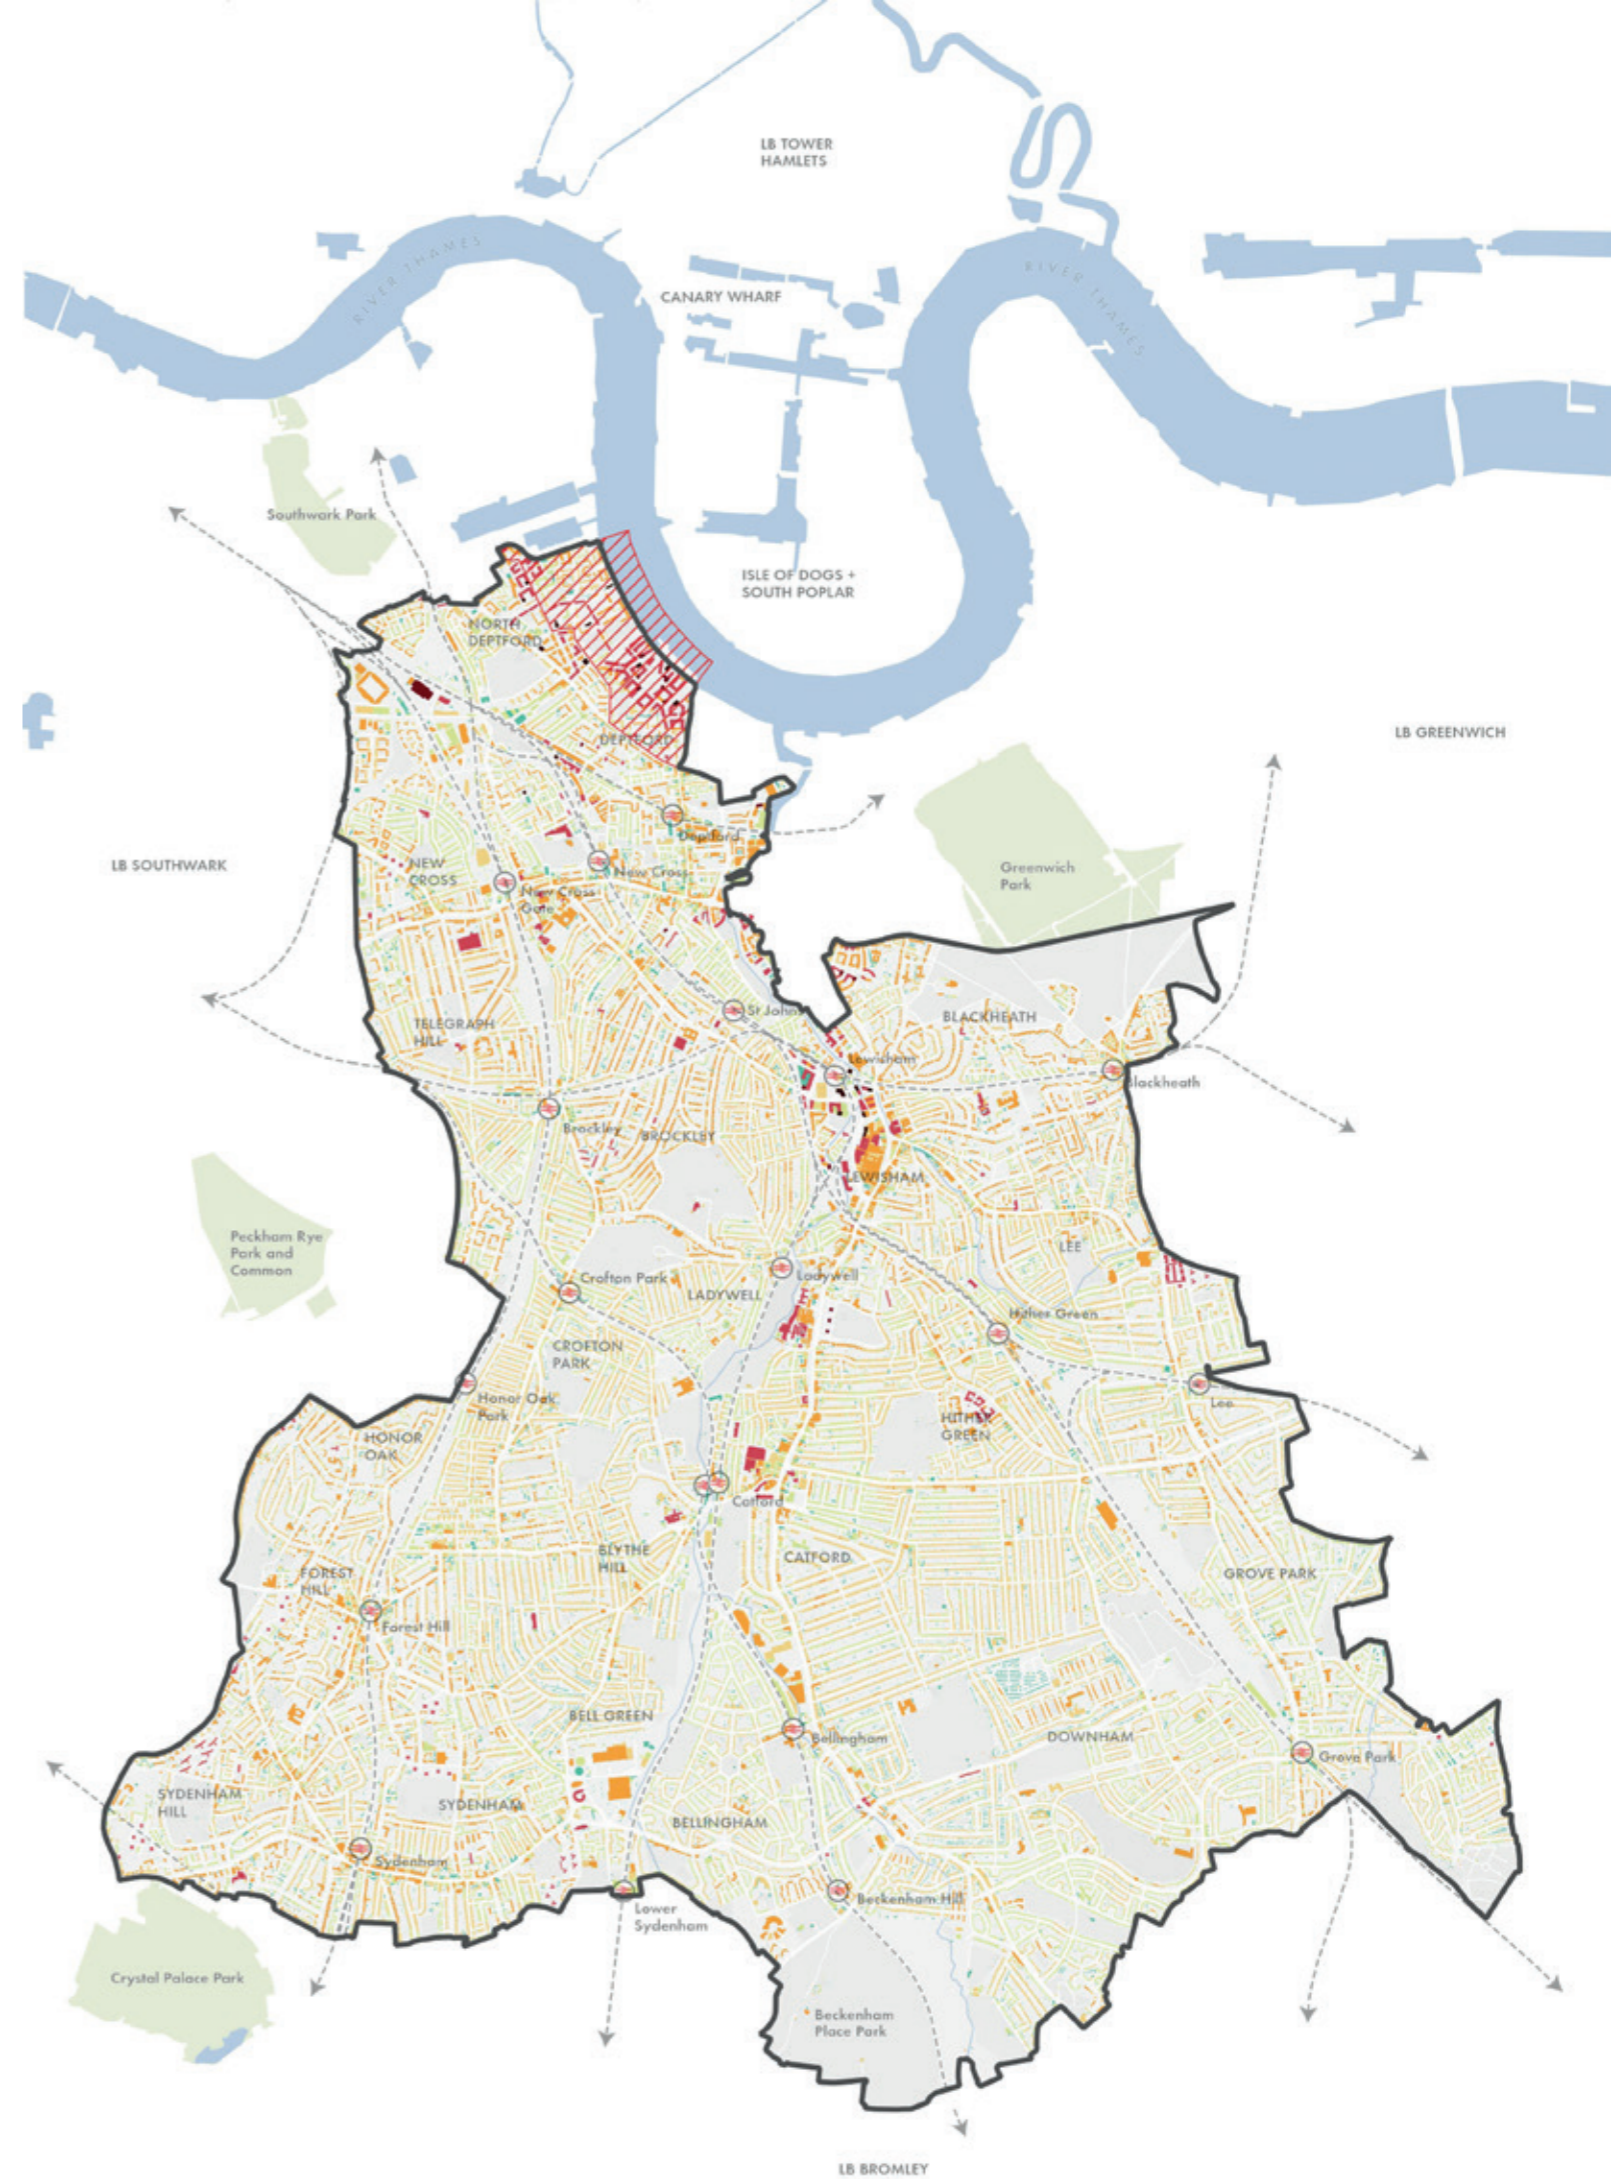 LB TOWER
HAMLETS
RIVER THAMES
RIVER THAMES
CANARY WHARF
Southwark Park
ISLE OF DOGS +
SOUTH POPLAR
NORTH
DEPTFORD
LB GREENWICH
DEPTFORD
Deptford
LB SOUTHWARK
NEW
CROSS
New Cross
New Cross
Gate
Greenwich
Park
TELEGRAPH
HILL
St Johns
BLACKHEATH
Lewisham
Blackheath
Brockley
BROCKLEY
LEWISHAM
Peckham Rye
Park and
Common
LEE
Crofton Park
Ladywell
LADYWELL
Hither Green
CROFTON
PARK
Honor Oak
Park
Lee
HITHER
GREEN
HONOR
OAK
Catford
BLYTHE
HILL
CATFORD
FOREST
HILL
GROVE PARK
Forest Hill
BELL GREEN
Bellingham
DOWNHAM
Grove Park
SYDENHAM
HILL
SYDENHAM
BELLINGHAM
Sydenham
Beckenham Hill
Lower
Sydenham
Crystal Palace Park
Beckenham
Place Park
LB BROMLEY